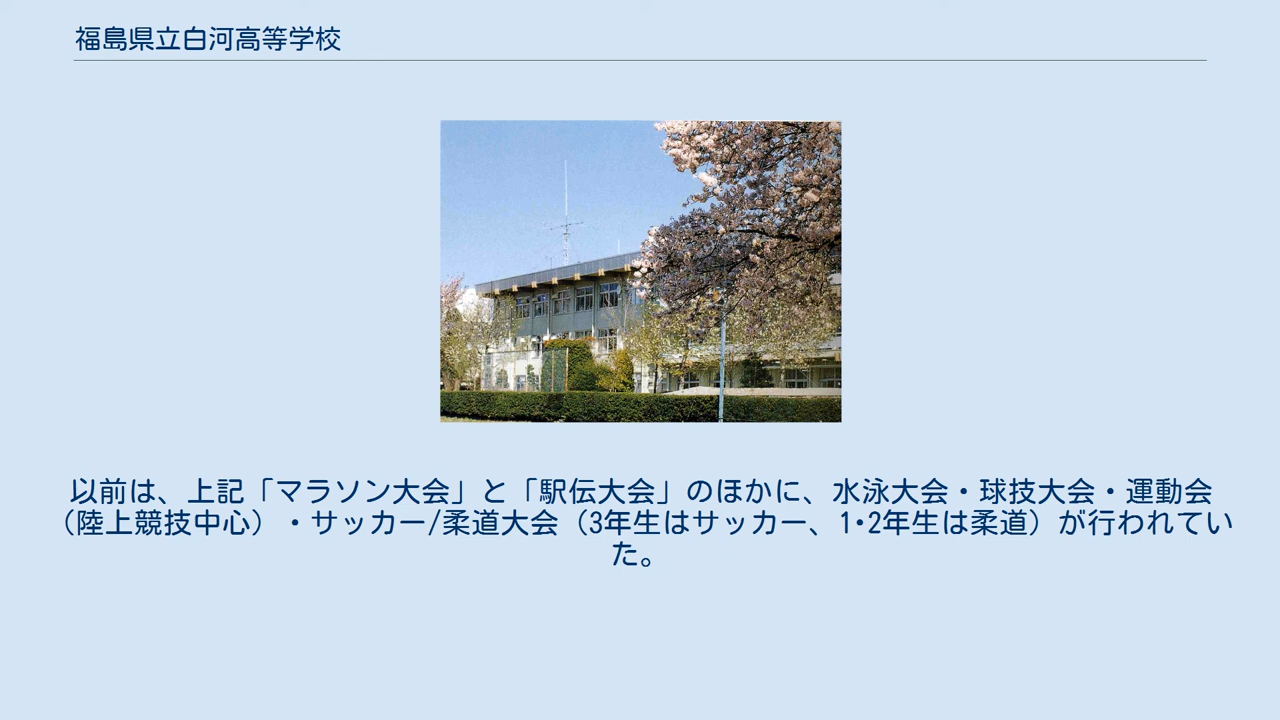 福島県立白河高等学校
以前は、上記「マラソン大会」と「駅伝大会」のほかに、水泳大会・球技大会・運動会
（陸上競技中心）・サッカー/柔道大会（3年生はサッカー、1･2年生は柔道）が行われてい
た。